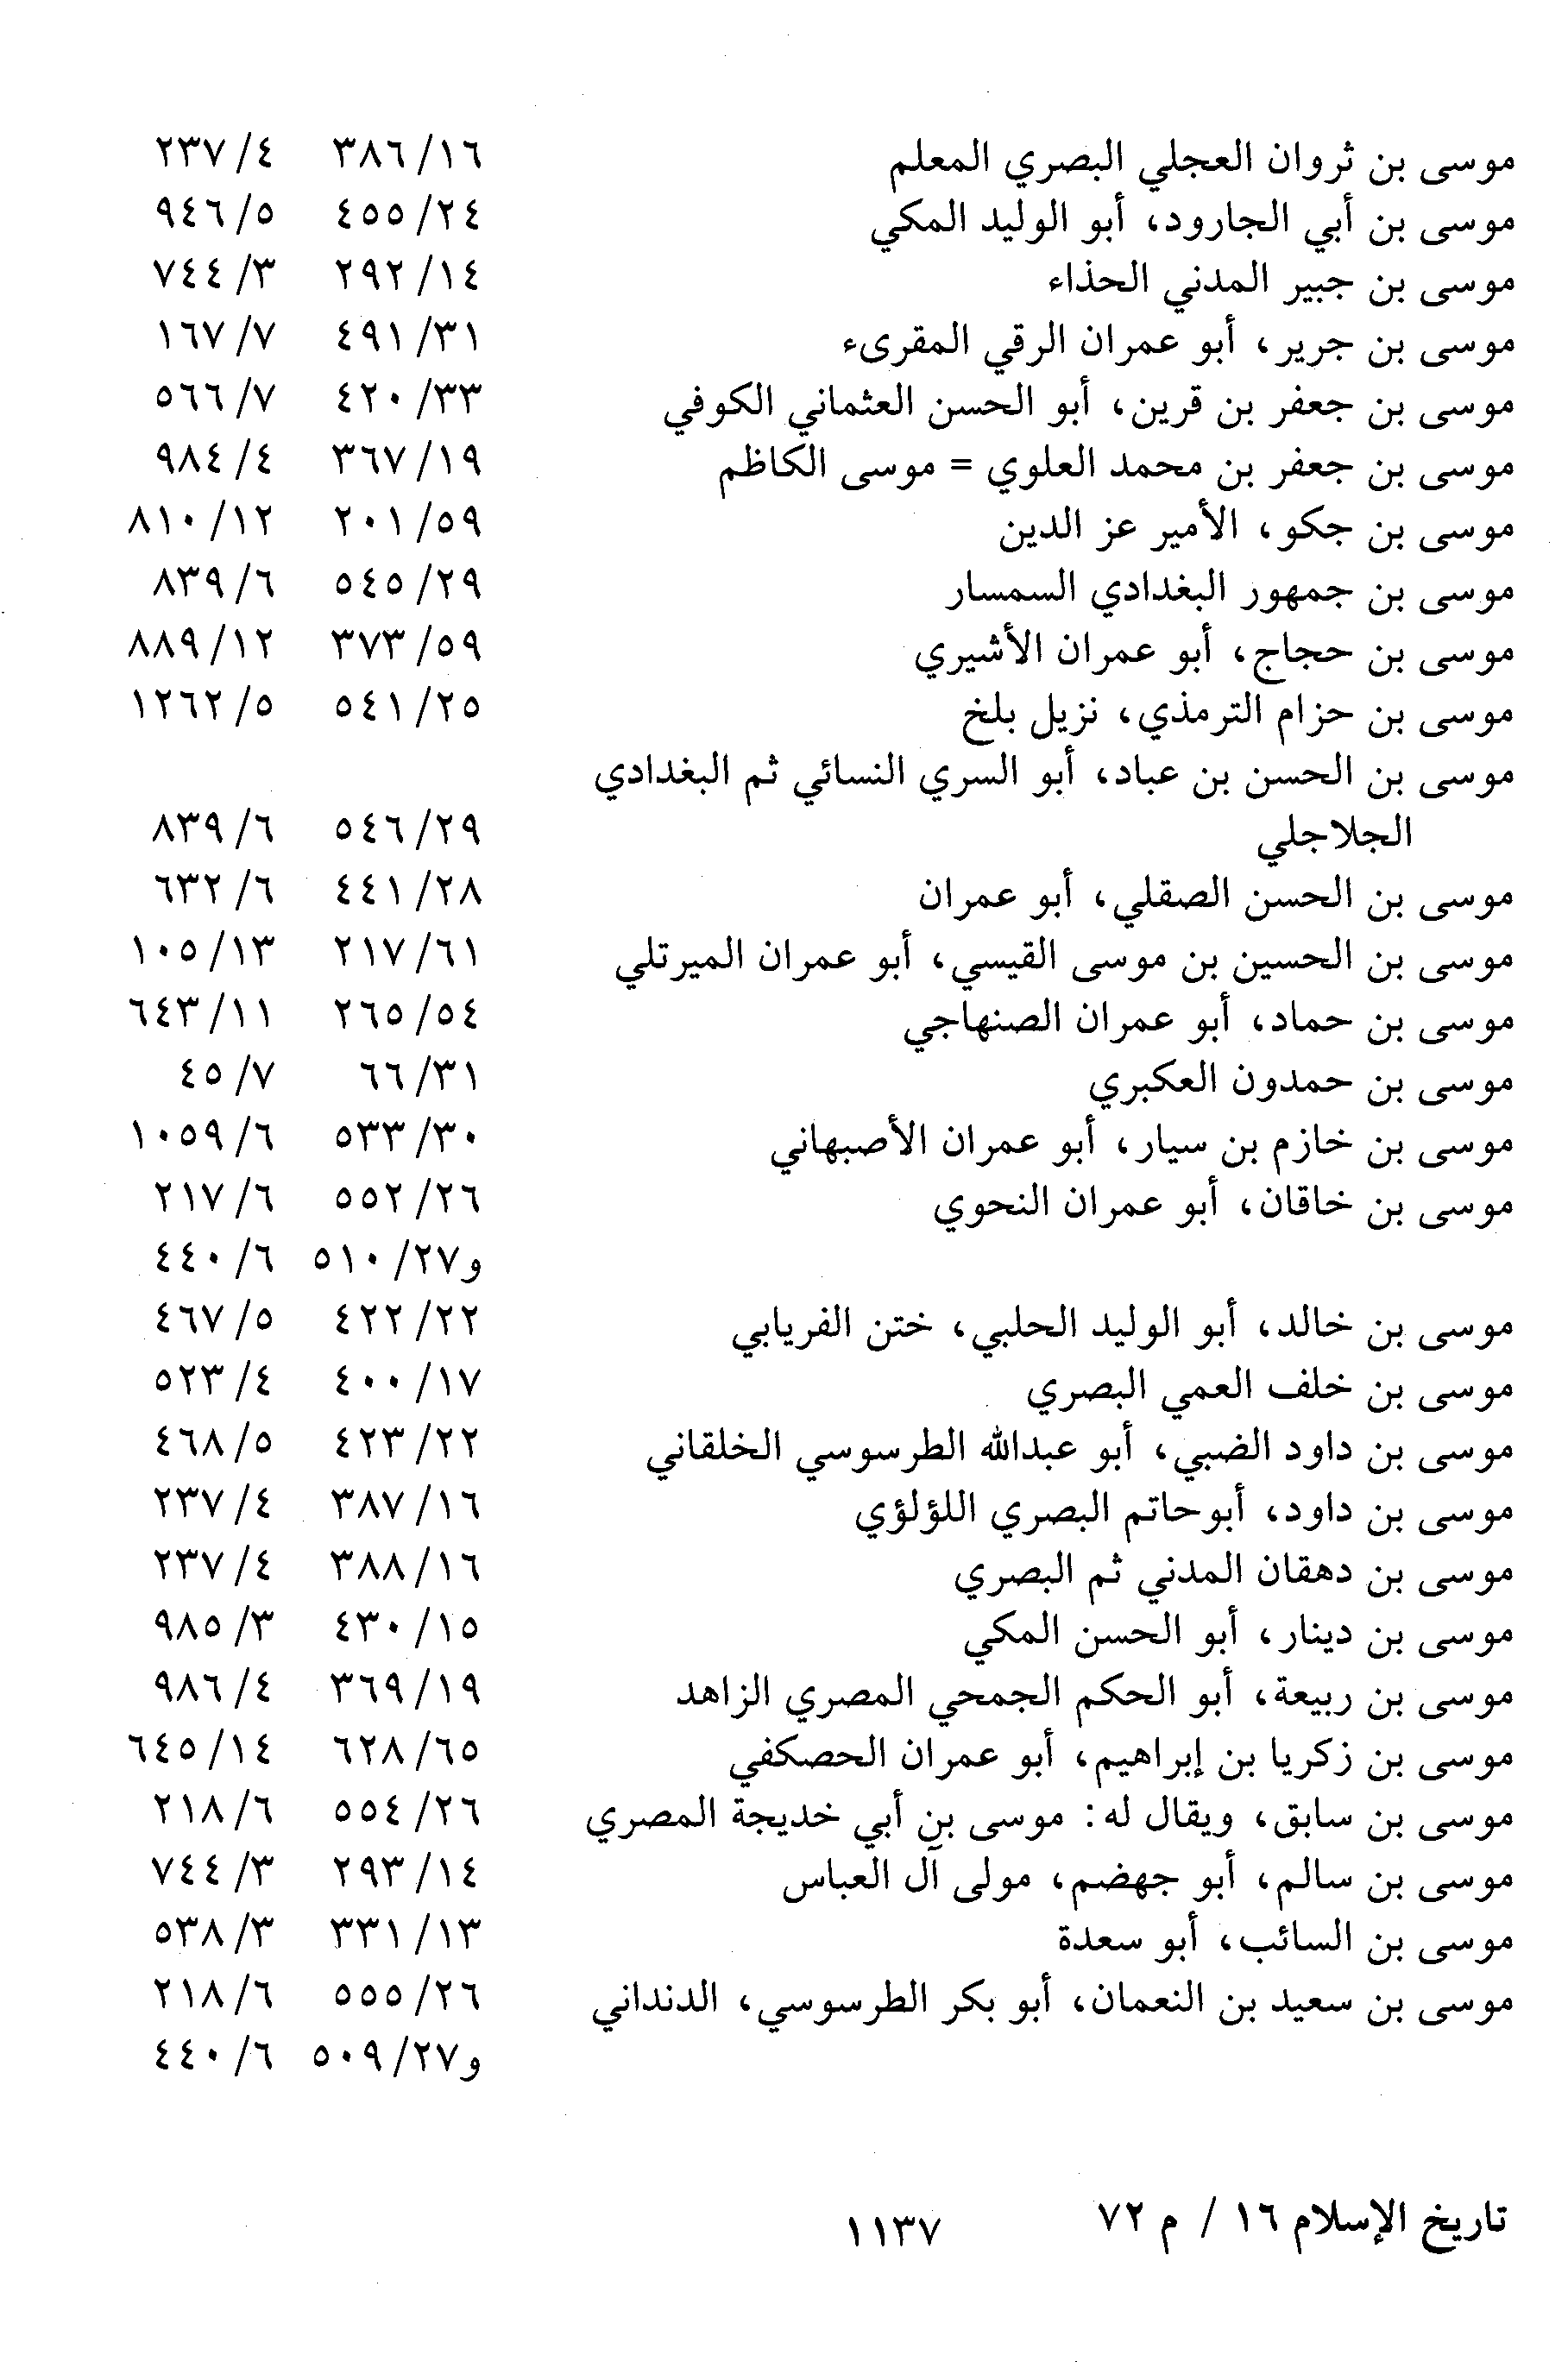 موسى بن ثروان العجلي البصري المعلم ١٦/ ٣٨٦ ٤/ ٢٣٧
موسى بن أبي الجارود، أبو الوليد المكي ٢٤/ ٤٥٥ ٥/ ٩٤٦
موسى بن جبير المدني الحذاء ١٤/ ٢٩٢ ٣/ ٧٤٤
موسى بن جرير، أبو عمران الرقي المقرىء ٣١/ ٤٩١ ٧/ ١٦٧
موسى بن جعفر بن قرين، أبو الحسن العثماني الكوفي ٣٣/ ٤٢٠ ٧/ ٥٦٦
موسى بن جعفر بن محمد العلوي = موسى الكاظم ١٩/ ٣٦٧ ٤/ ٩٨٤
موسى بن جكو، الأمير عز الدين ٥٩/ ٢٠١ ١٢/ ٨١٠
موسى بن جمهور البغدادي السمسار ٢٩/ ٥٤٥ ٦/ ٨٣٩
موسى بن حجاج، أبو عمران الأشيري ٥٩/ ٣٧٣ ١٢/ ٨٨٩
موسى بن حزام الترمذي، نزيل بلخ ٢٥/ ٥٤١ ٥/ ١٢٦٢
موسى بن الحسن بن عباد، أبو السري النسائي ثم البغدادي
الجلاجلي ٢٩/ ٥٤٦ ٦/ ٨٣٩
موسى بن الحسن الصقلي، أبو عمران ٢٨/ ٤٤١ ٦/ ٦٣٢
موسى بن الحسين بن موسى القيسي، أبو عمران الميرتلي ٦١/ ٢١٧ ١٣/ ١٠٥
موسى بن حماد، أبو عمران الصنهاجي ٥٤/ ٢٦٥ ١١/ ٦٤٣
موسى بن حمدون العكبري ٣١/ ٦٦ ٧/ ٤٥
موسى بن خازم بن سيار، أبو عمران الأصبهاني ٣٠/ ٥٣٣ ٦/ ١٠٥٩
موسى بن خاقان، أبو عمران النحوي ٢٦/ ٥٥٢ ٦/ ٢١٧
و٢٧/ ٥١٠ ٦/ ٤٤٠
موسى بن خالد، أبو الوليد الحلبي، ختن الفريابي ٢٢/ ٤٢٢ ٥/ ٤٦٧
موسى بن خلف العمي البصري ١٧/ ٤٠٠ ٤/ ٥٢٣
موسى بن داود الضبي، أبو عبدالله الطرسوسي الخلقاني ٢٢/ ٤٢٣ ٥/ ٤٦٨
موسى بن داود، أبوحاتم البصري اللؤلؤي ١٦/ ٣٨٧ ٤/ ٢٣٧
موسى بن دهقان المدني ثم البصري ١٦/ ٣٨٨ ٤/ ٢٣٧
موسى بن دينار، أبو الحسن المكي ١٥/ ٤٣٠ ٣/ ٩٨٥
موسى بن ربيعة، أبو الحكم الجمحي المصري الزاهد ١٩/ ٣٦٩ ٤/ ٩٨٦
موسى بن زكريا بن إبراهيم، أبو عمران الحصكفي ٦٥/ ٦٢٨ ١٤/ ٦٤٥
موسى بن سابق، ويقال له: موسى بن أبي خديجة المصري ٢٦/ ٥٥٤ ٦/ ٢١٨
موسى بن سالم، أبو جهضم، مولى آل العباس ١٤/ ٢٩٣ ٣/ ٧٤٤
موسى بن السائب، أبو سعدة ١٣/ ٣٣١ ٣/ ٥٣٨
موسى بن سعيد بن النعمان، أبو بكر الطرسوسي، الدنداني ٢٦/ ٥٥٥ ٦/ ٢١٨
و٢٧/ ٥٠٩ ٦/ ٤٤٠
تاريخ الإسلام ١٦ / م ٧٢
١١٣٧